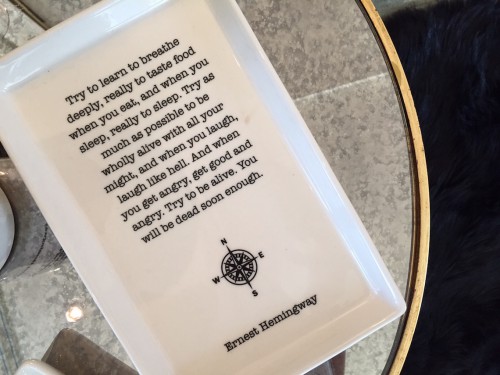 Try to learn to breathe
deeply, really to taste food
when you eat, and when you
sleep, really to sleep. Try as
much as possible to be
wholly alive with all your
might, and when you laugh,
laugh like hell. And when
you get angry, get good and
angry. Try to be alive. You
will be dead soon enough.
N
W E
S
Ernest Hemingway